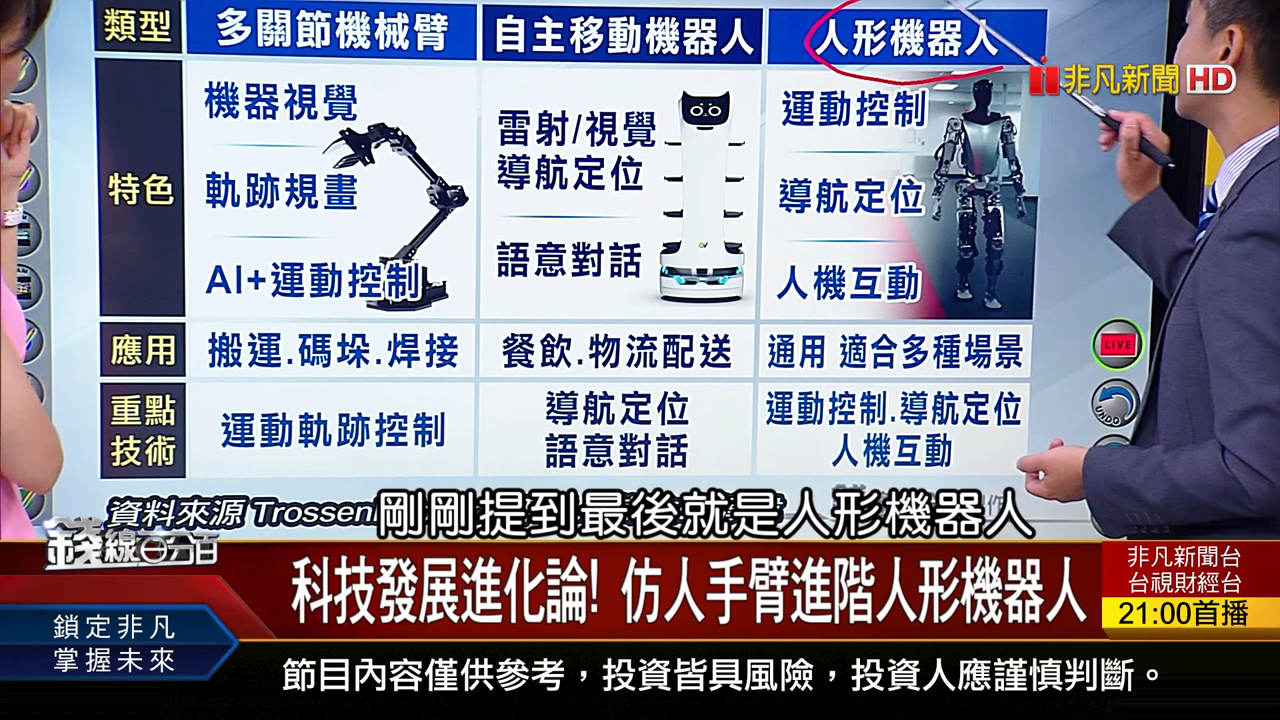 類型 多關節機械臂 自主移動機器人 人形機器人
非凡新聞HD
特色
機器視覺
軌跡規畫
AI+運動控制
雷射/視覺
導航定位
語意對話
運動控制
導航定位
人機互動
應用 搬運.碼垛.焊接 餐飲.物流配送 通用 適合多種場景
重點
技術
運動軌跡控制
導航定位
語意對話
運動控制.導航定位
人機互動
LIVE
UNDO
資料來源 Trossen
剛剛提到最後就是人形機器人
錢線百分百
科技發展進化論! 仿人手臂進階人形機器人
非凡新聞台
台視財經台
21:00首播
鎖定非凡
掌握未來
節目內容僅供參考，投資皆具風險，投資人應謹慎判斷。